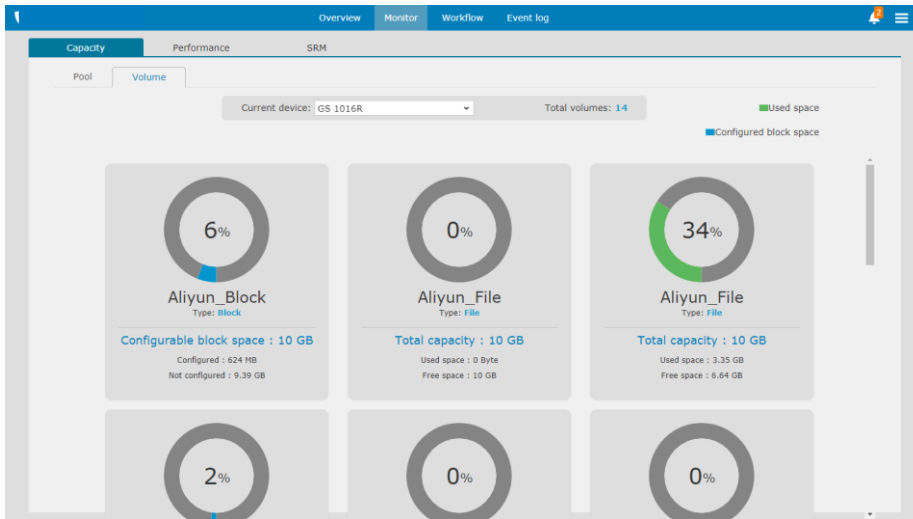 Overview Monitor Workflow Event log 2
Capacity Performance SRM
Pool Volume
Current device: GS 1016R Total volumes: 14 Used space
Configured block space
6%
Aliyun_Block
Type: Block
Configurable block space : 10 GB
Configured : 624 MB
Not configured : 9.39 GB
0%
Aliyun_File
Type: File
Total capacity : 10 GB
Used space : 0 Byte
Free space : 10 GB
34%
Aliyun_File
Type: File
Total capacity : 10 GB
Used space : 3.35 GB
Free space : 6.64 GB
2%
0%
0%